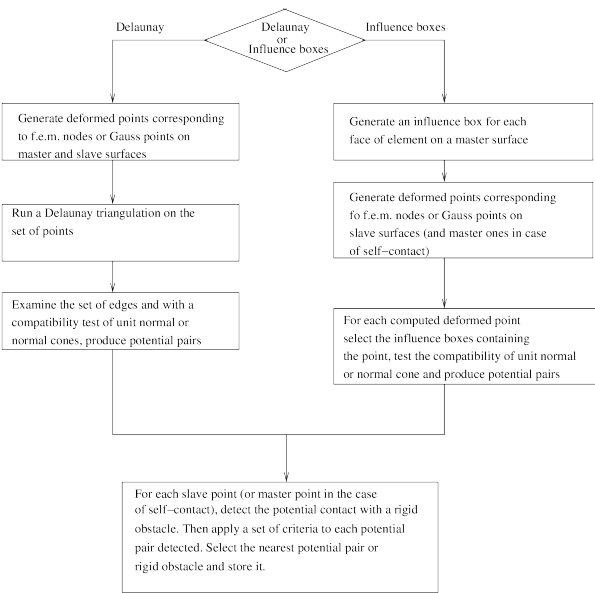 Delaunay
Delaunay
or
Influence boxes
Influence boxes
Generate deformed points corresponding
to f.e.m. nodes or Gauss points on
master and slave surfaces
Run a Delaunay triangulation on the
set of points
Examine the set of edges and with a
compatibility test of unit normal or
normal cones, produce potential pairs
Generate an influence box for each
face of element on a master surface
Generate deformed points corresponding
fo f.e.m. nodes or Gauss points on
slave surfaces (and master ones in case
of self−contact)
For each computed deformed point
select the influence boxes containing
the point, test the compatibility of unit normal
or normal cone and produce potential pairs
For each slave point (or master point in the case
of self−contact), detect the potential contact with a rigid
obstacle. Then apply a set of criteria to each potential
pair detected. Select the nearest potential pair or
rigid obstacle and store it.